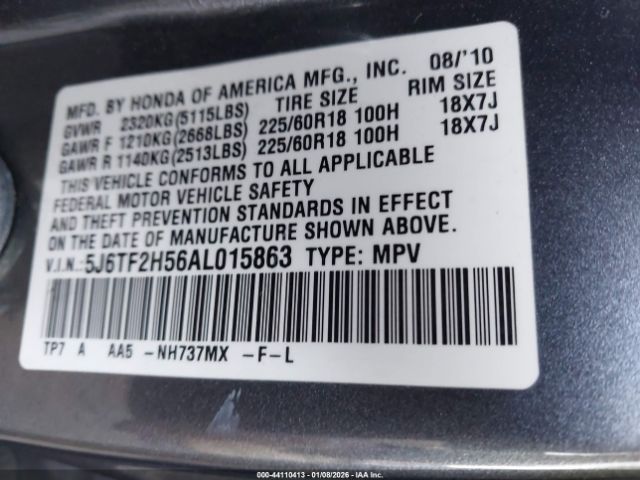 MFD. BY HONDA OF AMERICA MFG., INC. 08/'10
GVWR 2320KG(5115LBS) TIRE SIZE RIM SIZE
GAWR F 1210KG(2668LBS) 225/60R18 100H 18X7J
GAWR R 1140KG(2513LBS) 225/60R18 100H 18X7J
THIS VEHICLE CONFORMS TO ALL APPLICABLE
FEDERAL MOTOR VEHICLE SAFETY
AND THEFT PREVENTION STANDARDS IN EFFECT
ON THE DATE OF MANUFACTURE SHOWN ABOVE.
V.I.N.:5J6TF2H56AL015863 TYPE: MPV
TP7 A AA5 -NH737MX -F-L
000-44110413 | 01/08/2026 | IAA Inc.